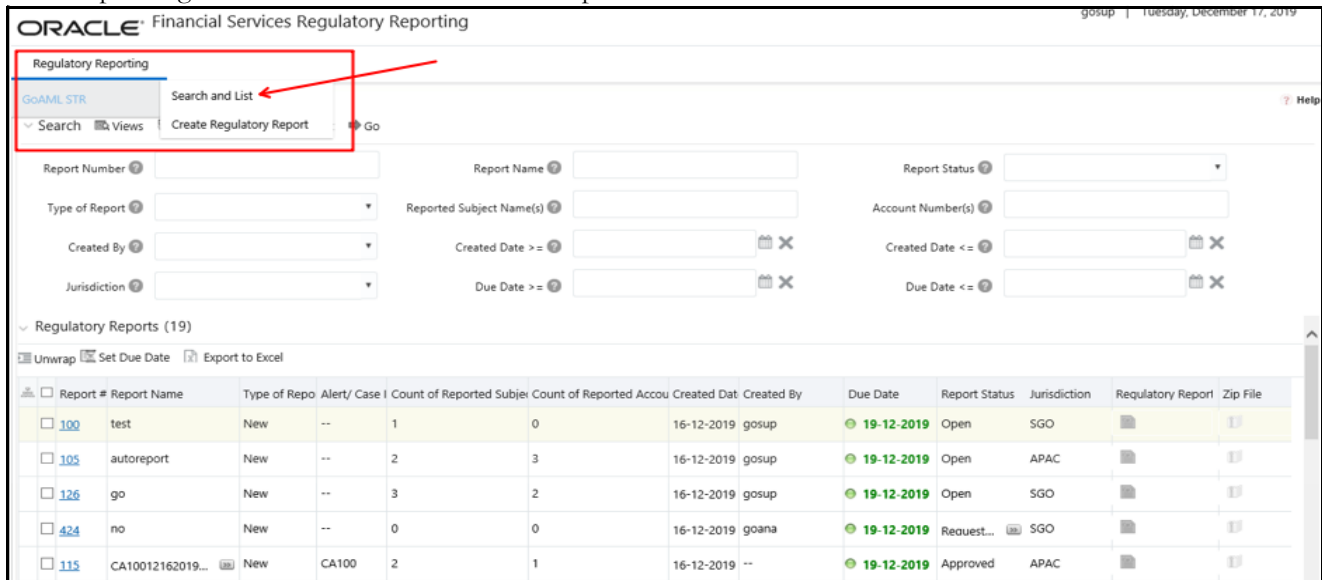 ORACLE® Financial Services Regulatory Reporting
gosup | Tuesday, December 17, 2019
Regulatory Reporting
GoAML STR
Search and List
Help
Search Views Create Regulatory Report Go
Report Number Report Name Report Status
Type of Report Reported Subject Name(s) Account Number(s)
Created By Created Date >= Created Date <=
Jurisdiction Due Date >= Due Date <=
Regulatory Reports (19)
Unwrap Set Due Date Export to Excel
Report # Report Name Type of Repo Alert/ Case I Count of Reported Subje Count of Reported Accou Created Dat Created By Due Date Report Status Jurisdiction Regulatory Report Zip File
100 test New -- 1 0 16-12-2019 gosup 19-12-2019 Open SGO
105 autoreport New -- 2 3 16-12-2019 gosup 19-12-2019 Open APAC
126 go New -- 3 2 16-12-2019 gosup 19-12-2019 Open SGO
424 no New -- 0 0 16-12-2019 goana 19-12-2019 Request... SGO
115 CA10012162019... New CA100 2 1 16-12-2019 -- 19-12-2019 Approved APAC